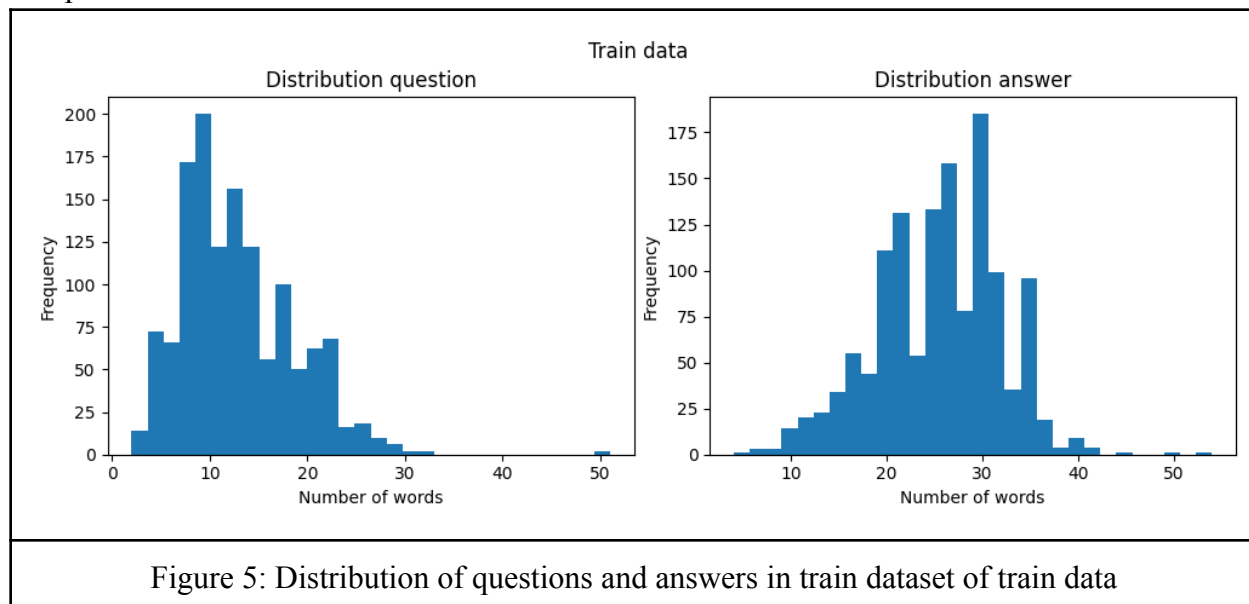 Train data
Distribution question
200
175
150
125
100
75
50
25
0
Frequency
0 10 20 30 40 50
Number of words
Distribution answer
175
150
125
100
75
50
25
0
Frequency
10 20 30 40 50
Number of words
Figure 5: Distribution of questions and answers in train dataset of train data